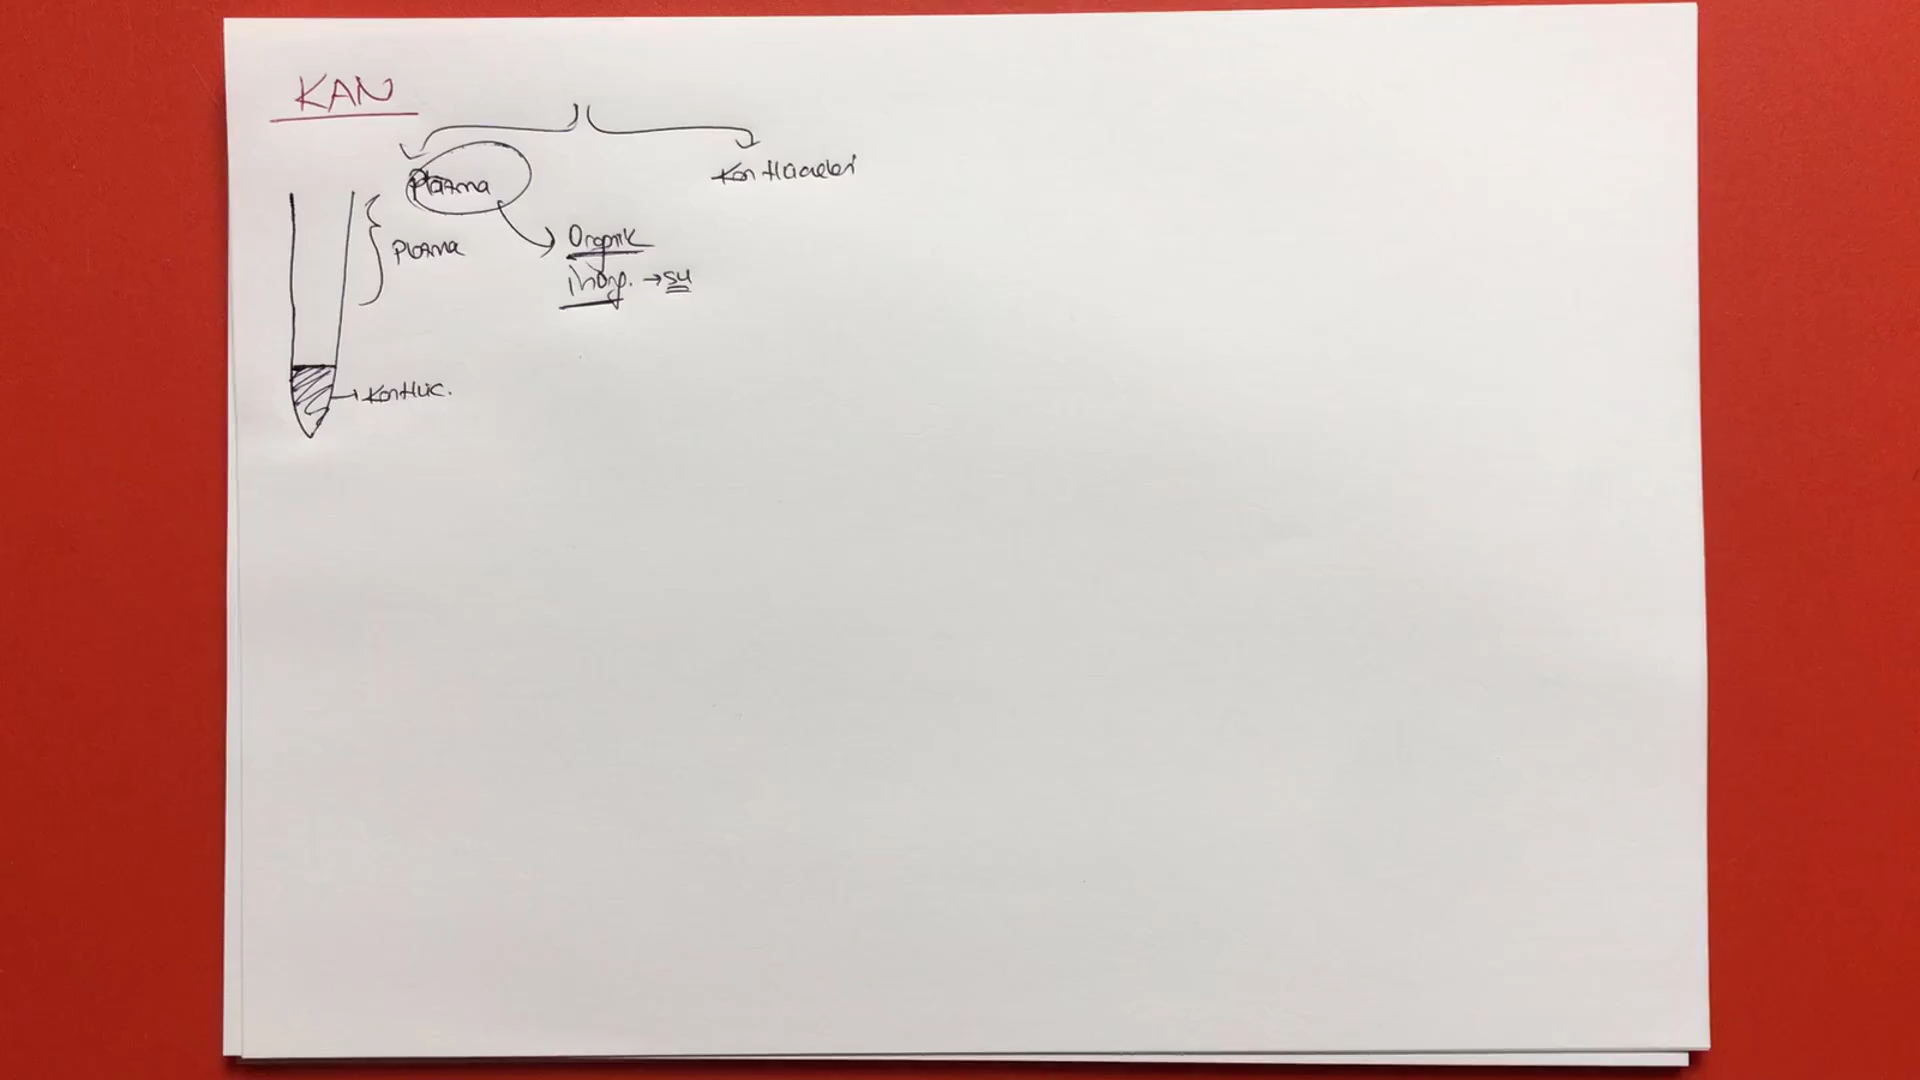 KAN
Plazma
Kan Hücreleri
Plazma
Organik
İnorg. → su
Kan Hüc.